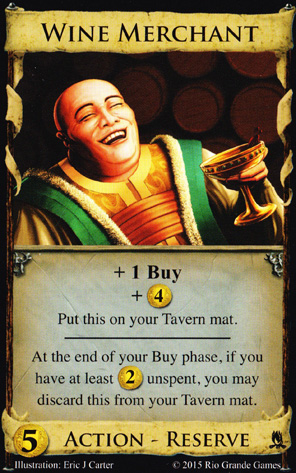 WINE MERCHANT
+ 1 Buy
+ 4
Put this on your Tavern mat.
At the end of your Buy phase, if you
have at least 2 unspent, you may
discard this from your Tavern mat.
5 ACTION - RESERVE
Illustration: Eric J Carter © 2015 Rio Grande Games